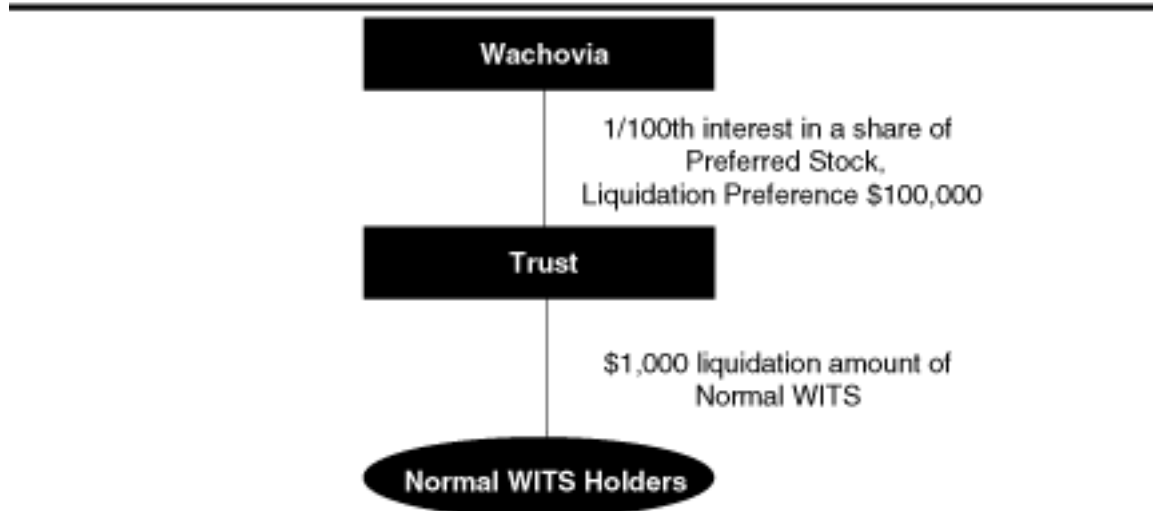 Wachovia
1/100th interest in a share of
Preferred Stock,
Liquidation Preference $100,000
Trust
$1,000 liquidation amount of
Normal WITS
Normal WITS Holders